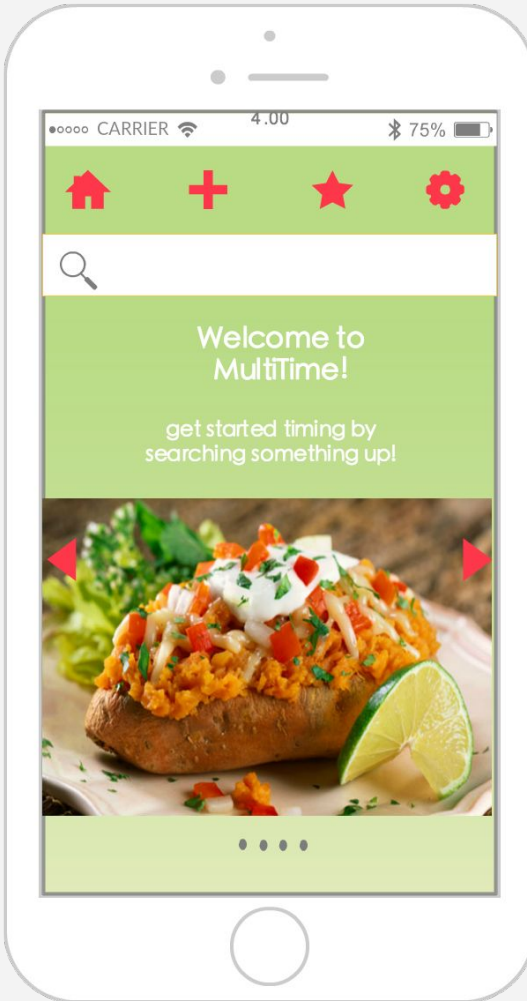 CARRIER 4.00 75%
Welcome to
MultiTime!
get started timing by
searching something up!